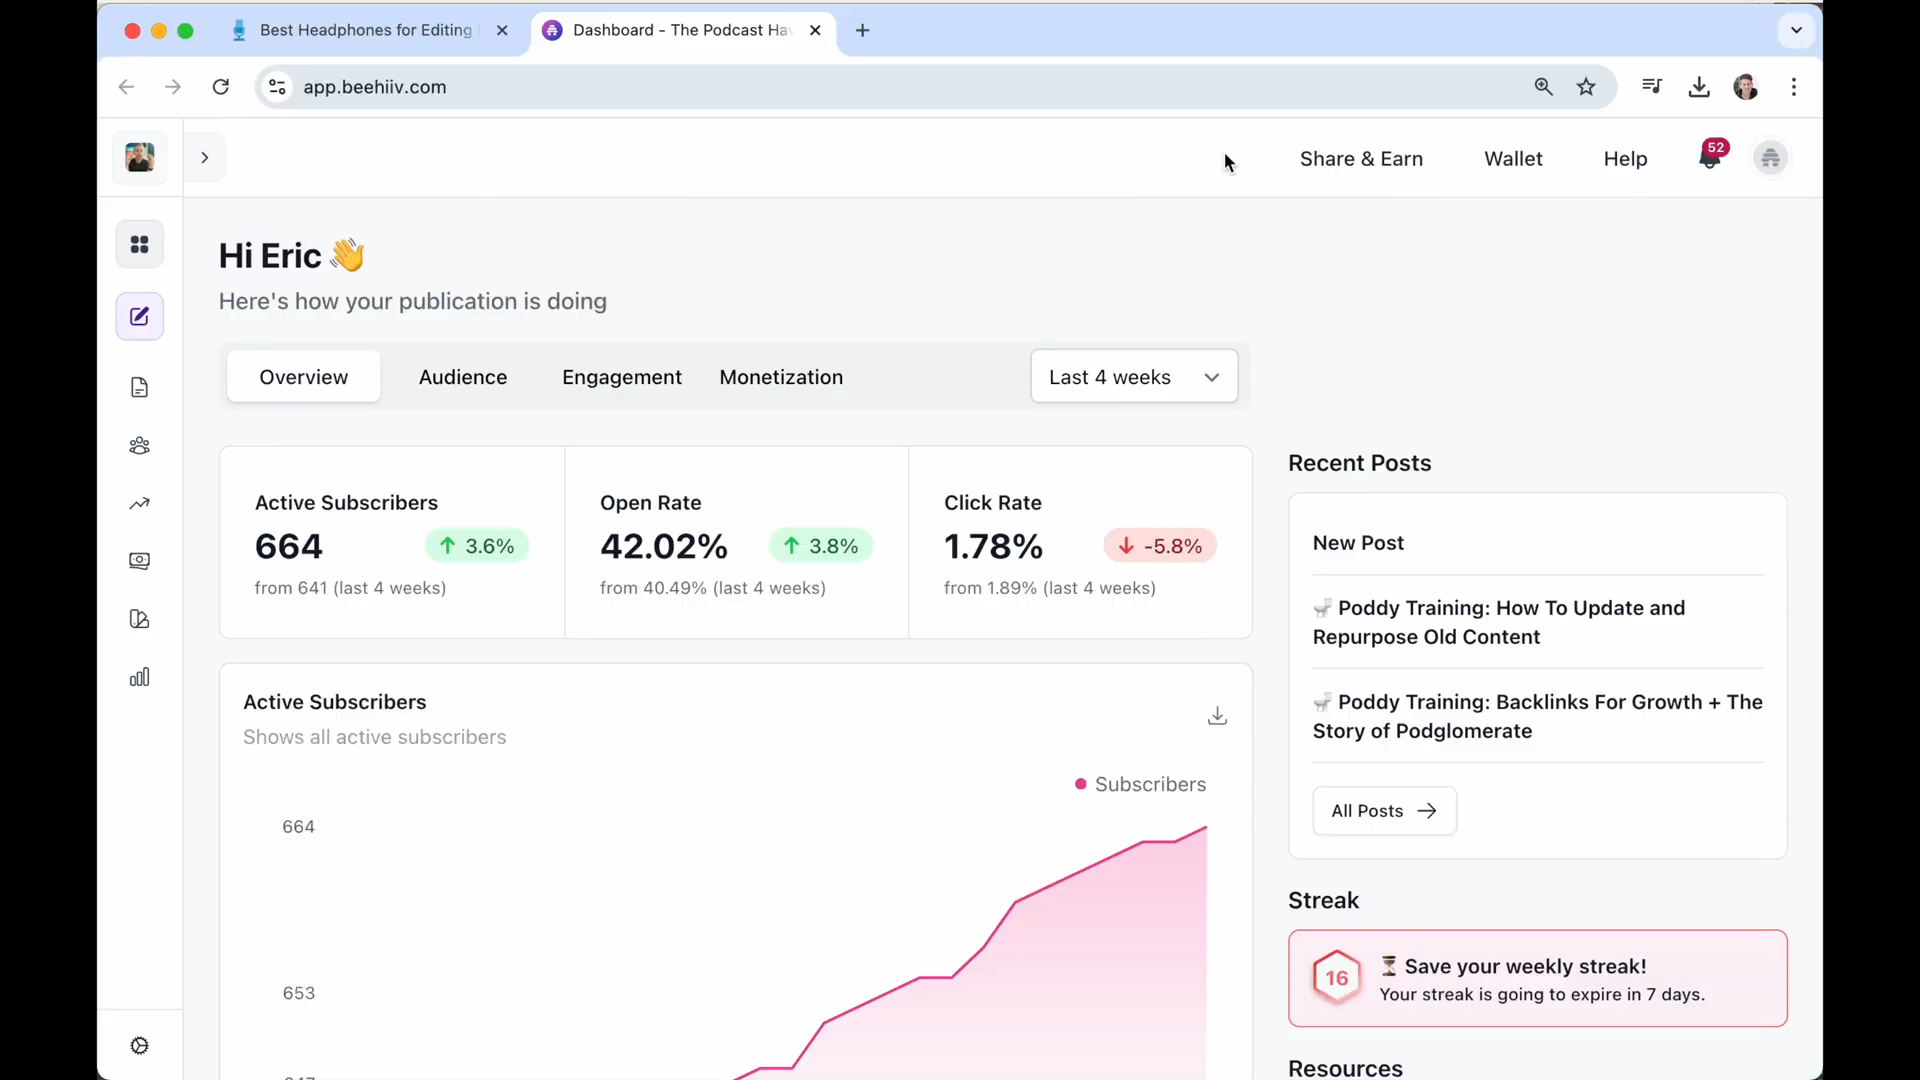 Best Headphones for Editing
Dashboard - The Podcast Ha
app.beehiiv.com
Share & Earn
Wallet
Help
52
Hi Eric 👋
Here's how your publication is doing
Overview
Audience
Engagement
Monetization
Last 4 weeks
Active Subscribers
664
3.6%
from 641 (last 4 weeks)
Open Rate
42.02%
3.8%
from 40.49% (last 4 weeks)
Click Rate
1.78%
-5.8%
from 1.89% (last 4 weeks)
Active Subscribers
Shows all active subscribers
Subscribers
664
653
Recent Posts
New Post
🚽 Poddy Training: How To Update and
Repurpose Old Content
🚽 Poddy Training: Backlinks For Growth + The
Story of Podglomerate
All Posts →
Streak
16
⏳ Save your weekly streak!
Your streak is going to expire in 7 days.
Resources